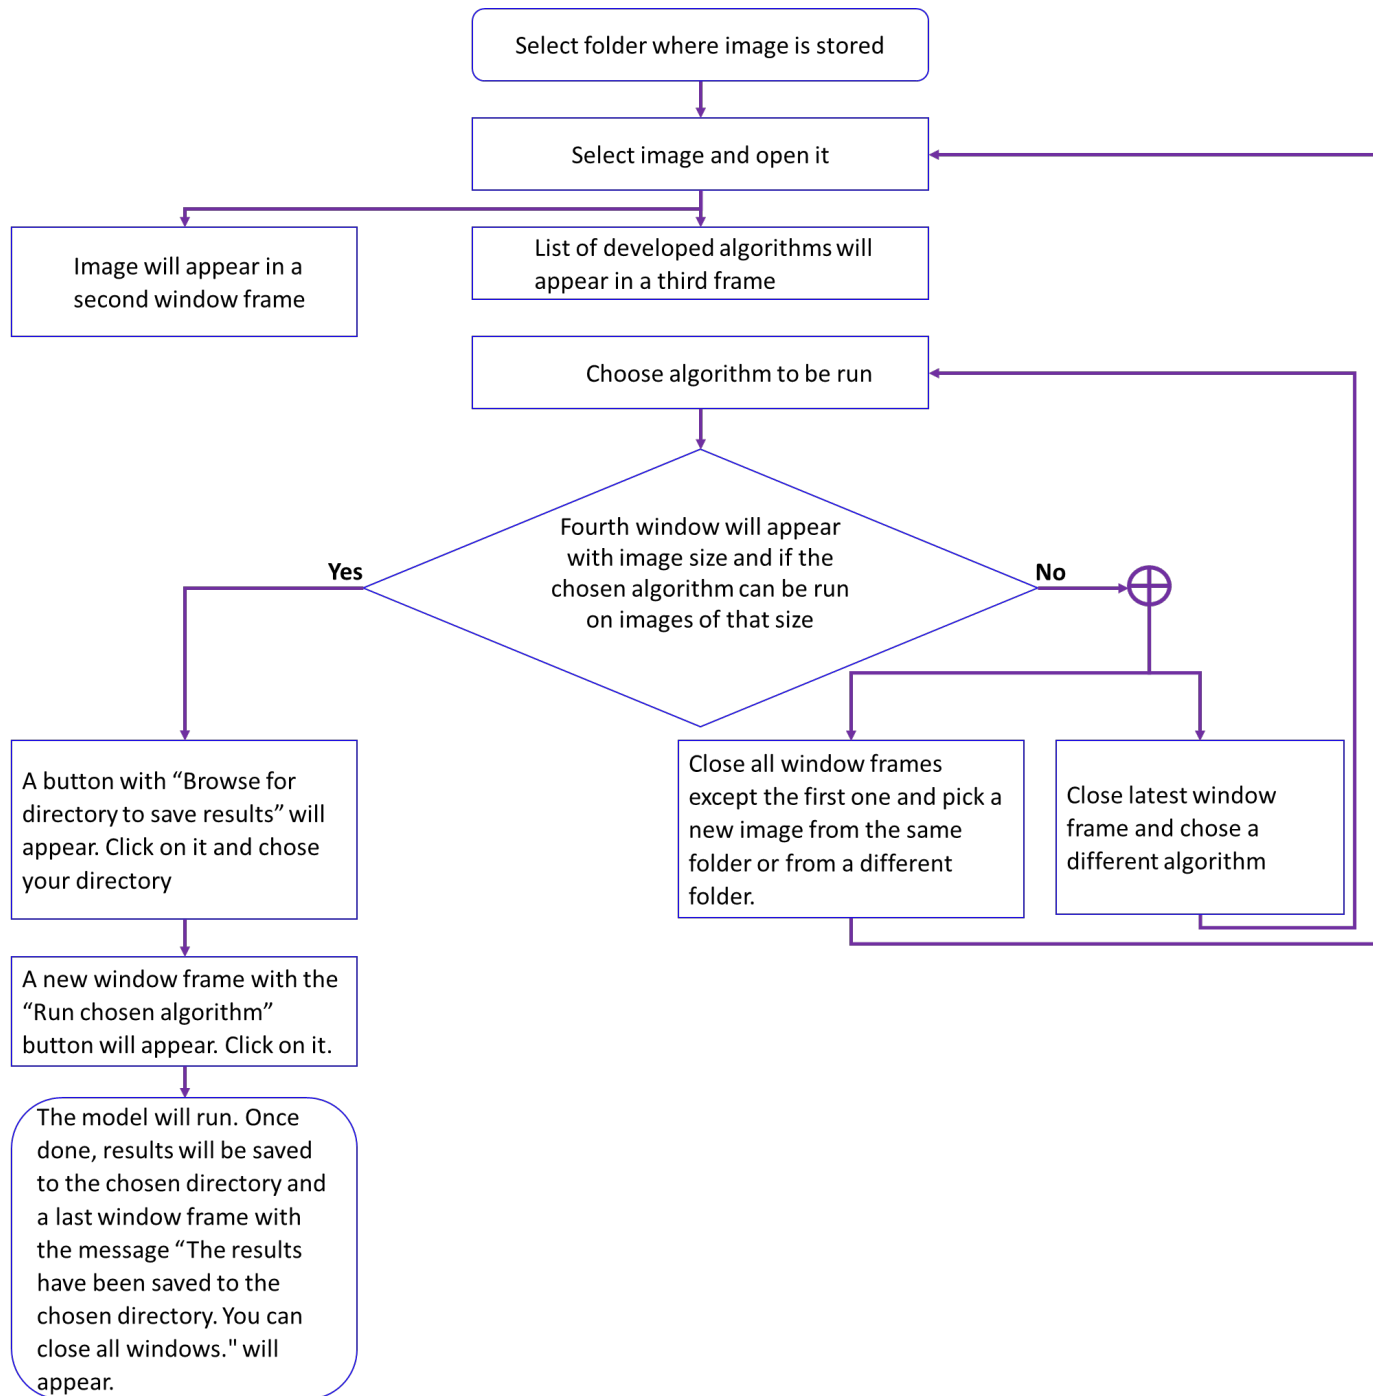 Select folder where image is stored
Select image and open it
Image will appear in a
second window frame
List of developed algorithms will
appear in a third frame
Choose algorithm to be run
Fourth window will appear
with image size and if the
chosen algorithm can be run
on images of that size
Yes
No
A button with “Browse for
directory to save results” will
appear. Click on it and chose
your directory
Close all window frames
except the first one and pick a
new image from the same
folder or from a different
folder.
Close latest window
frame and chose a
different algorithm
A new window frame with the
“Run chosen algorithm”
button will appear. Click on it.
The model will run. Once
done, results will be saved
to the chosen directory and
a last window frame with
the message “The results
have been saved to the
chosen directory. You can
close all windows." will
appear.